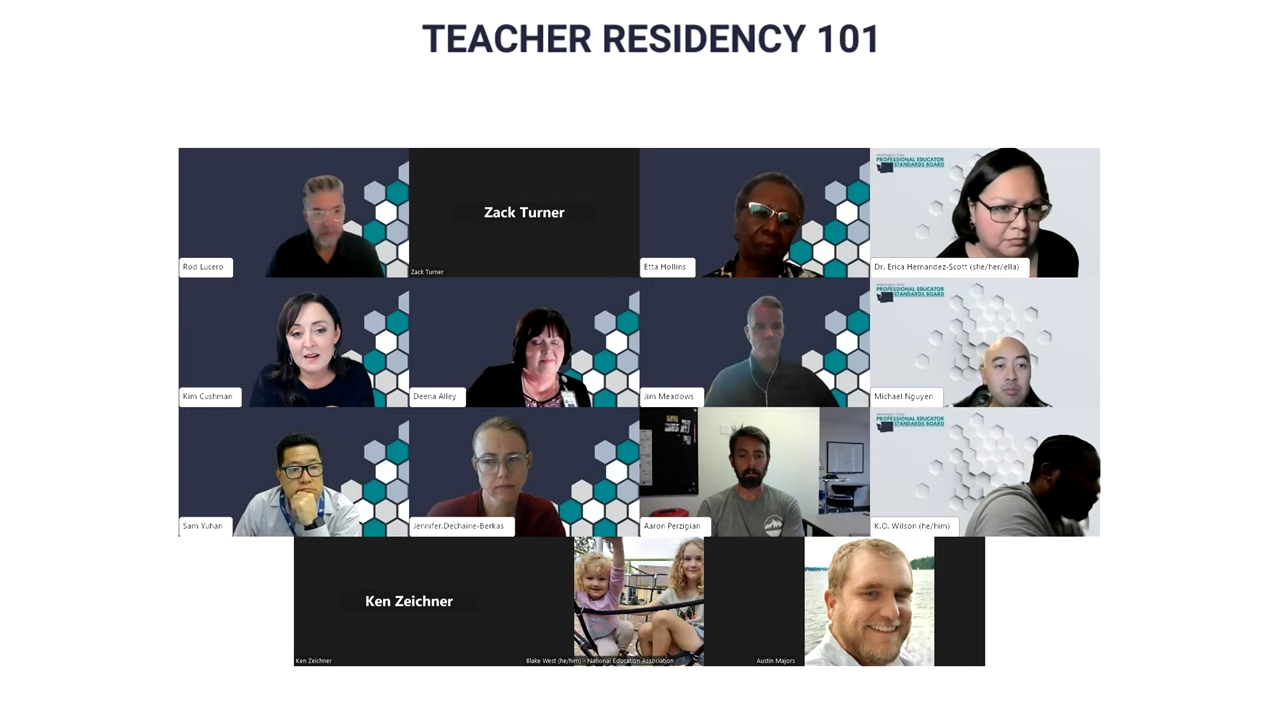 TEACHER RESIDENCY 101
Zack Turner
PROFESSIONAL EDUCATOR
STANDARDS BOARD
Rod Lucero
Zack Turner
Etta Hollins
Dr. Erica Hernandez-Scott (she/her/ella)
PROFESSIONAL EDUCATOR
STANDARDS BOARD
Kim Cushman
Deena Alley
Jim Meadows
Michael Nguyen
PROFESSIONAL EDUCATOR
STANDARDS BOARD
Sam Yuhan
Jennifer.Dechaine-Berkas
Aaron Perzigian
K.O. Wilson (he/him)
Ken Zeichner
Ken Zeichner
Blake West (he/him) - National Education Association
Austin Majors